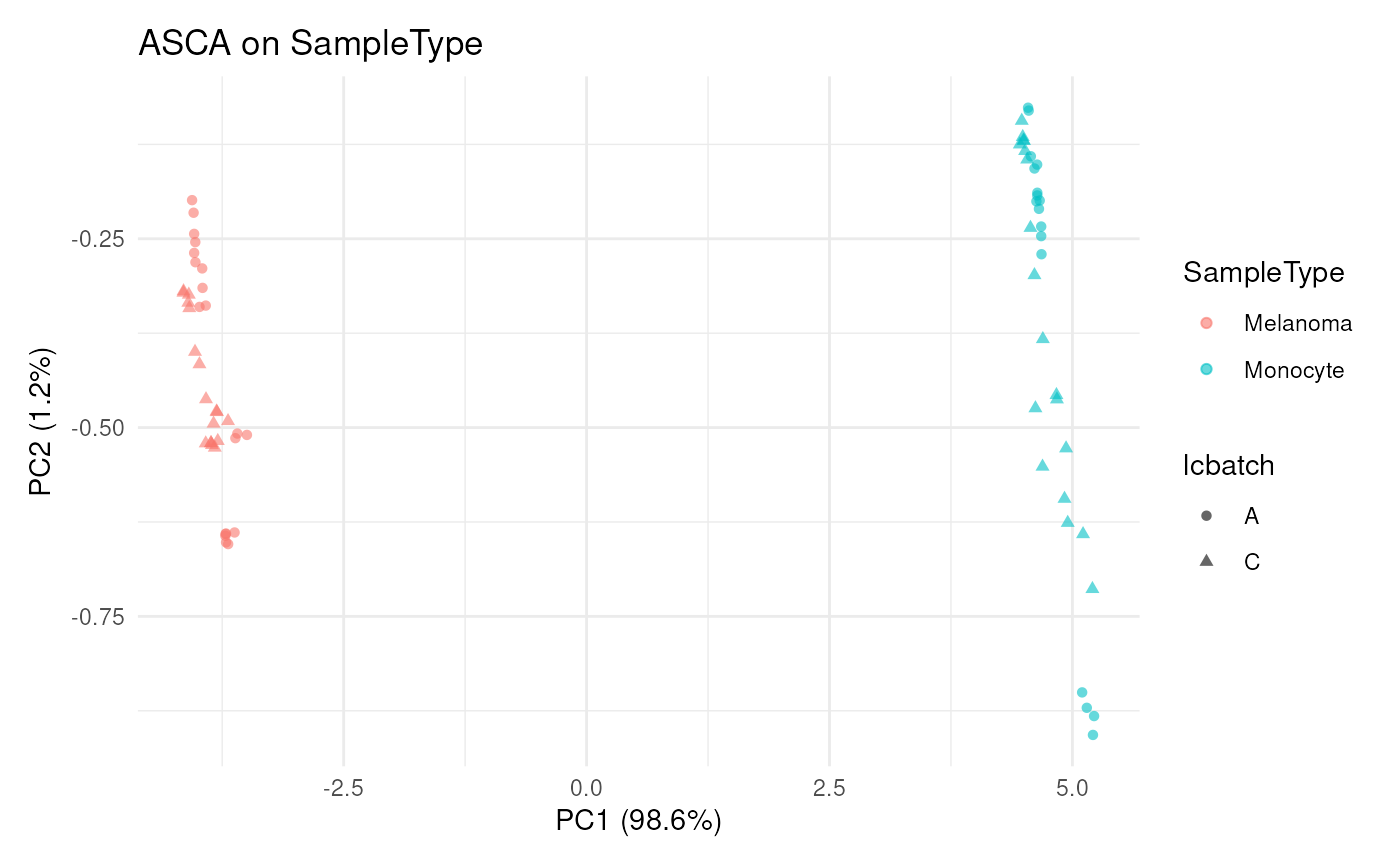 ASCA on SampleType
-0.25
-0.50
-0.75
PC2 (1.2%)
-2.5
0.0
2.5
5.0
PC1 (98.6%)
SampleType
Melanoma
Monocyte
lcbatch
A
C